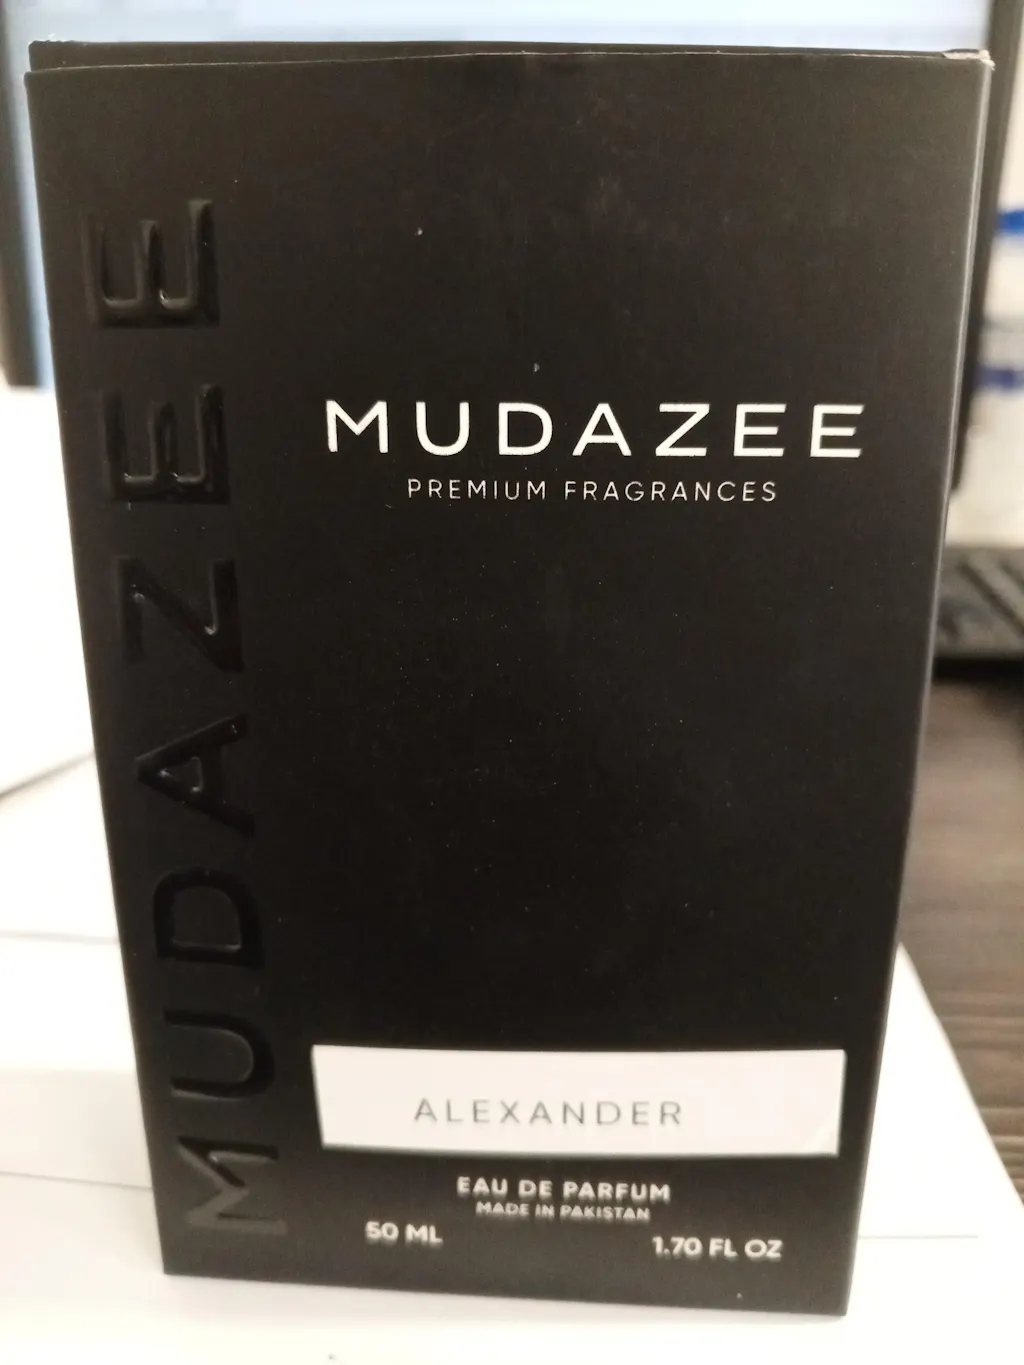 MUDAZEE
MUDAZEE
PREMIUM FRAGRANCES
ALEXANDER
EAU DE PARFUM
MADE IN PAKISTAN
50 ML
1.70 FL OZ